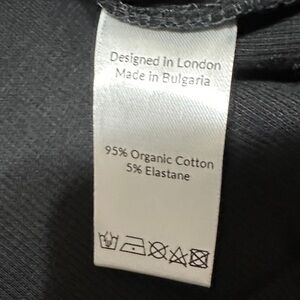 Designed in London
Made in Bulgaria
95% Organic Cotton
5% Elastane